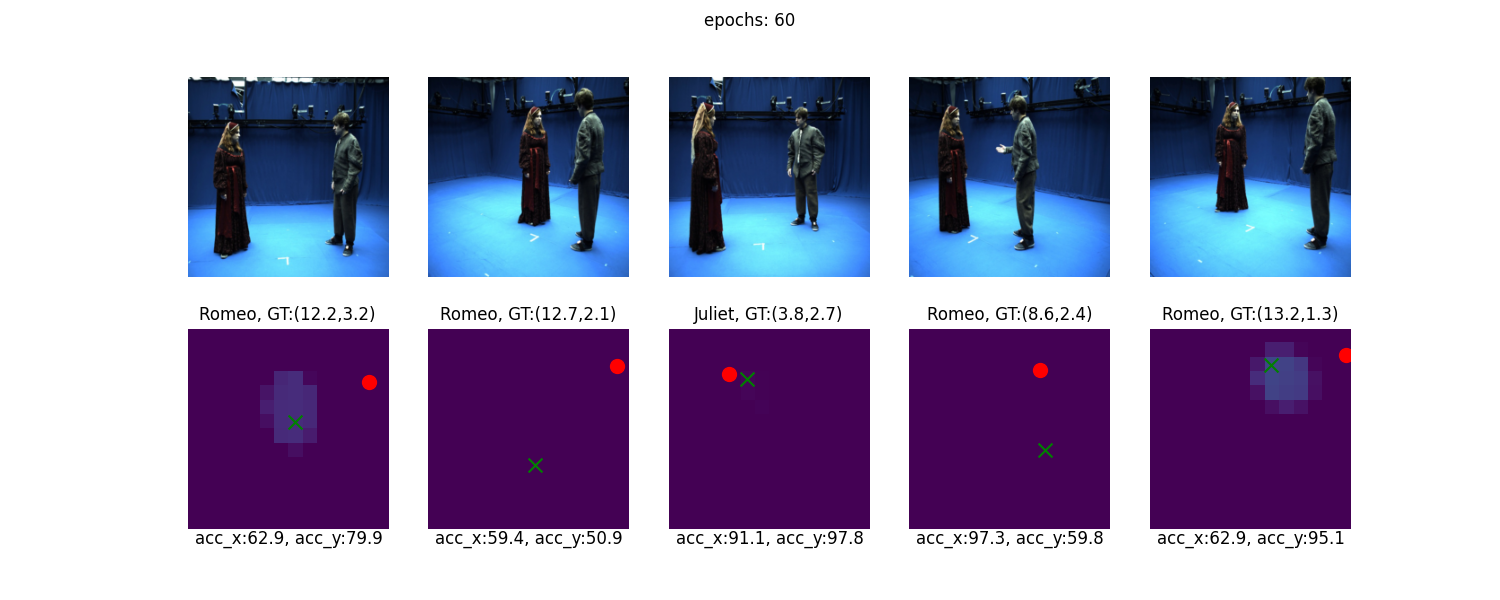 epochs: 60
Romeo, GT:(12.2,3.2)
Romeo, GT:(12.7,2.1)
Juliet, GT:(3.8,2.7)
Romeo, GT:(8.6,2.4)
Romeo, GT:(13.2,1.3)
acc_x:62.9, acc_y:79.9
acc_x:59.4, acc_y:50.9
acc_x:91.1, acc_y:97.8
acc_x:97.3, acc_y:59.8
acc_x:62.9, acc_y:95.1